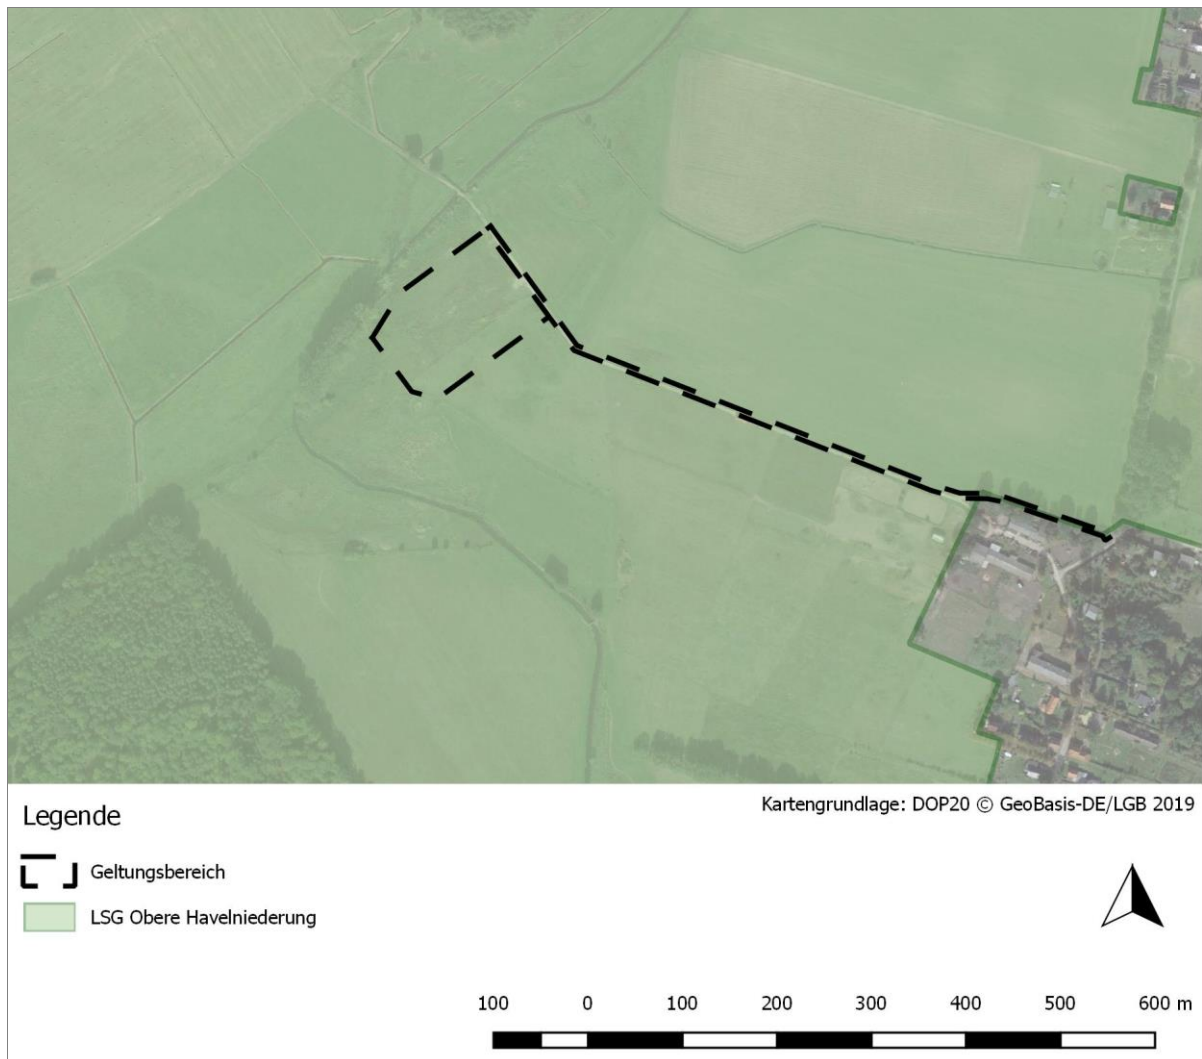 Kartengrundlage: DOP20 © GeoBasis-DE/LGB 2019
Legende
Geltungsbereich
LSG Obere Havelniederung
100 0 100 200 300 400 500 600 m